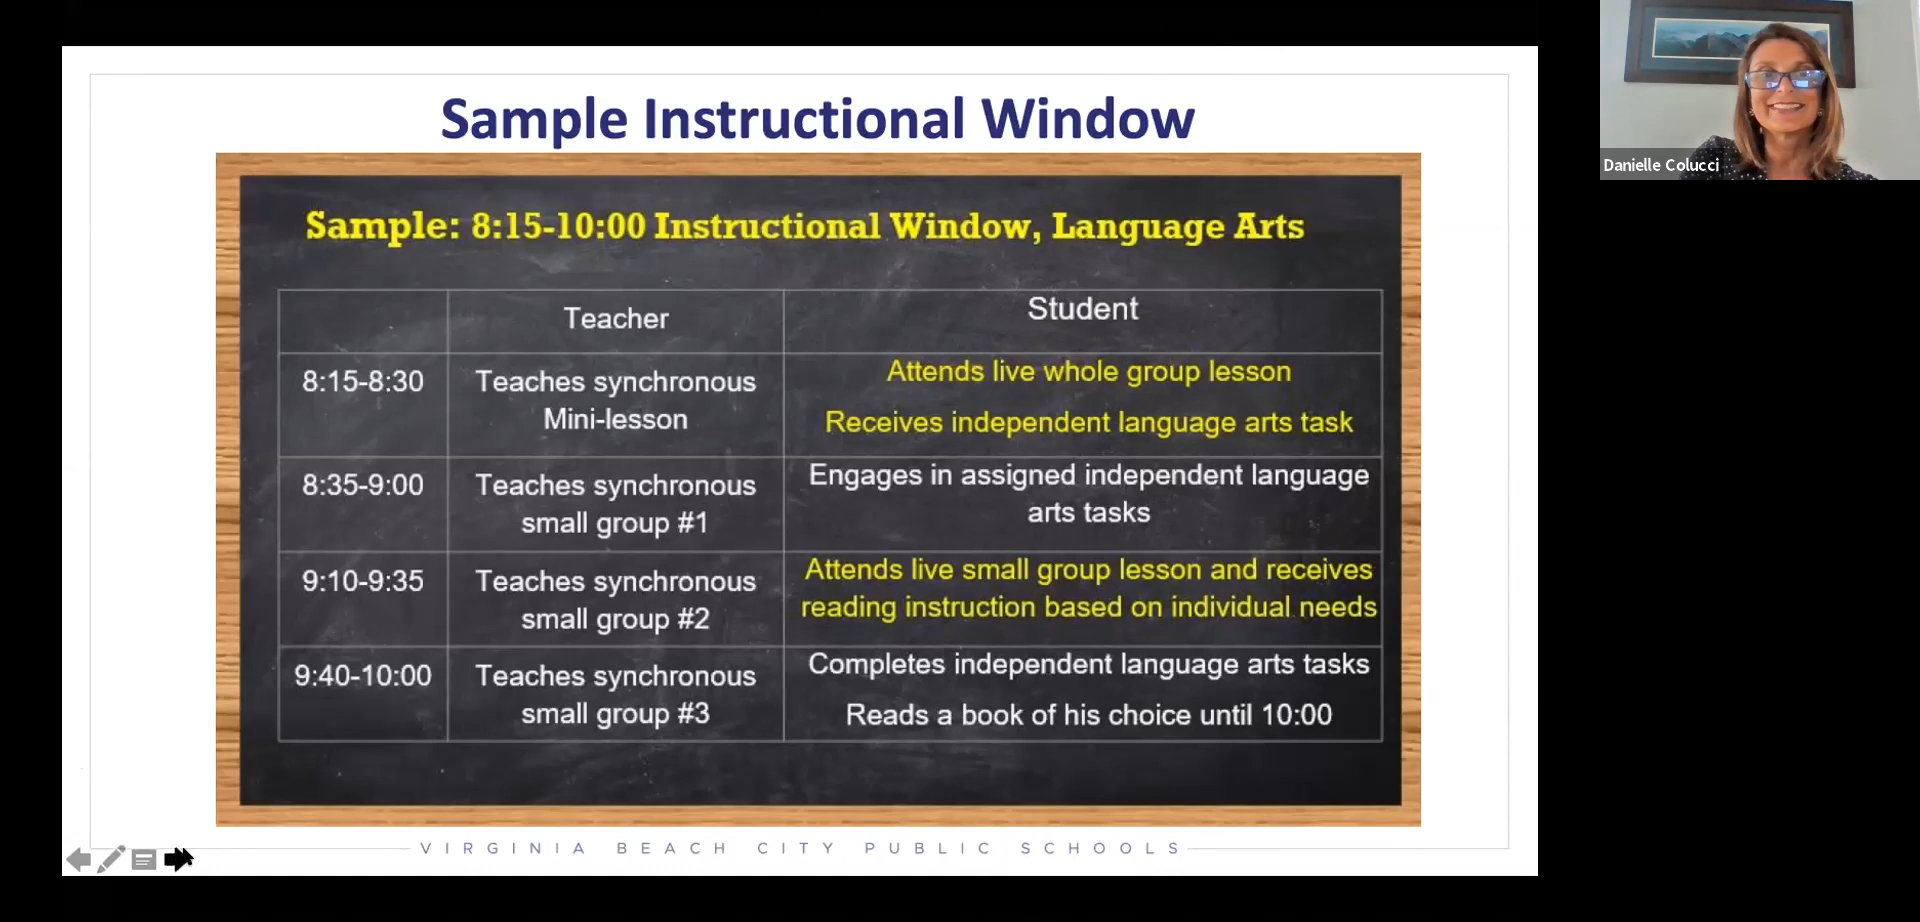 Sample Instructional Window
Sample: 8:15-10:00 Instructional Window, Language Arts
Teacher
Student
8:15-8:30
Teaches synchronous
Mini-lesson
Attends live whole group lesson
Receives independent language arts task
8:35-9:00
Teaches synchronous
small group #1
Engages in assigned independent language
arts tasks
9:10-9:35
Teaches synchronous
small group #2
Attends live small group lesson and receives
reading instruction based on individual needs
9:40-10:00
Teaches synchronous
small group #3
Completes independent language arts tasks
Reads a book of his choice until 10:00
VIRGINIA BEACH CITY PUBLIC SCHOOLS
Danielle Colucci